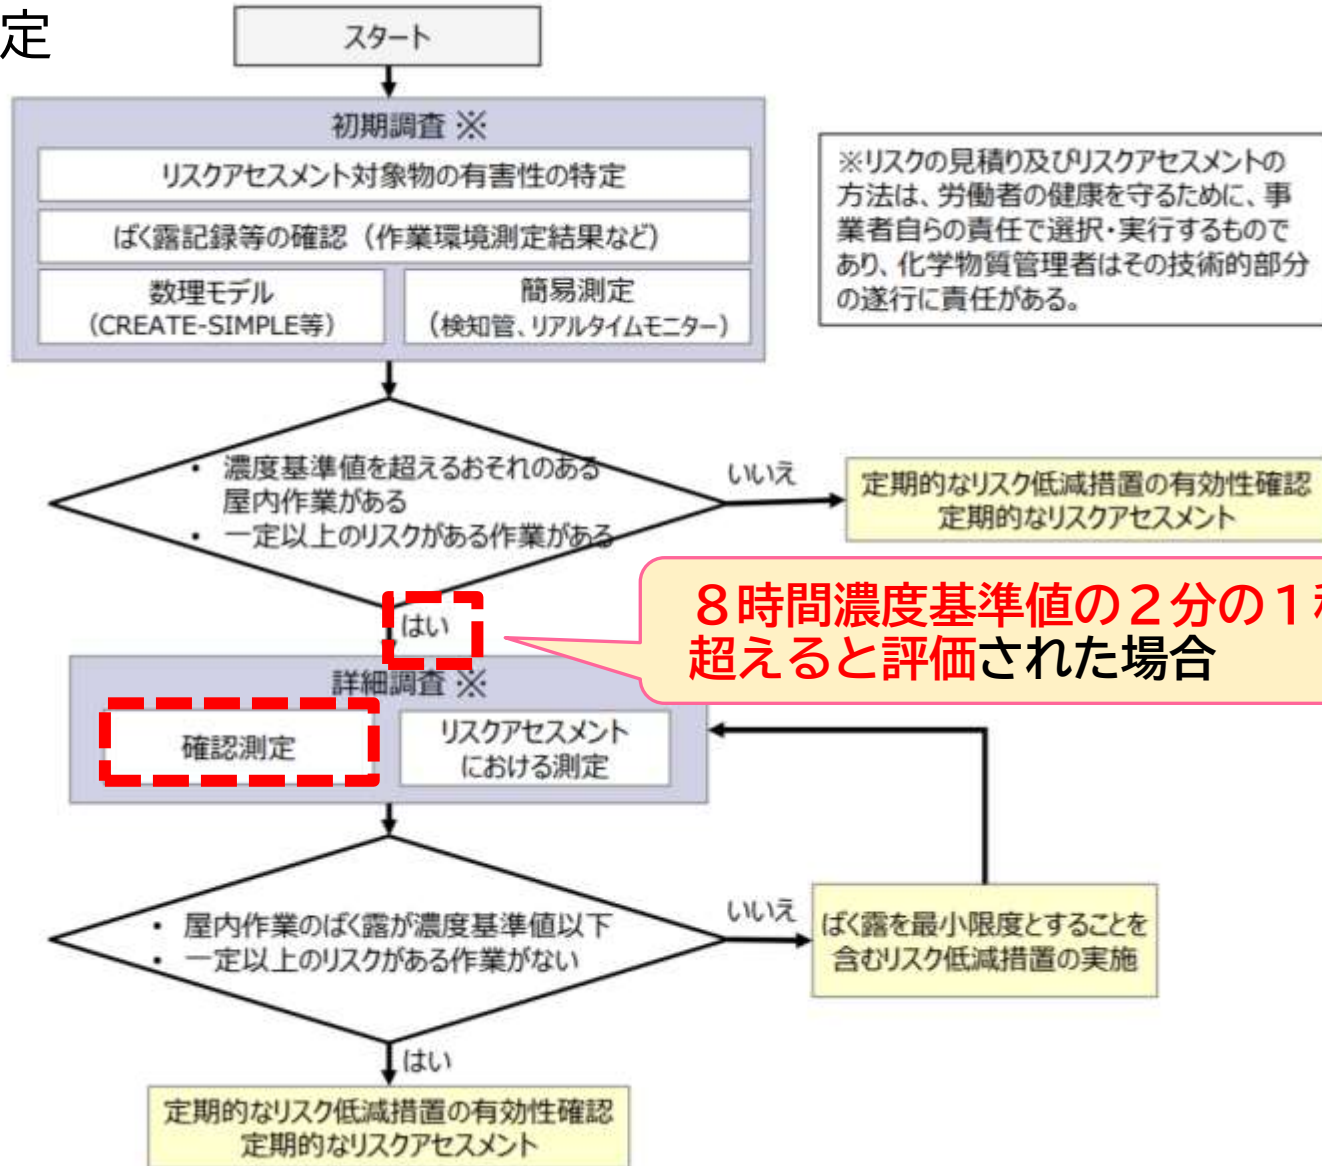 定
スタート
初期調査 ※
リスクアセスメント対象物の有害性の特定
ばく露記録等の確認（作業環境測定結果など）
数理モデル
（CREATE-SIMPLE等）
簡易測定
（検知管、リアルタイムモニター）
※リスクの見積り及びリスクアセスメントの
方法は、労働者の健康を守るために、事
業者自らの責任で選択・実行するもので
あり、化学物質管理者はその技術的部分
の遂行に責任がある。
・ 濃度基準値を超えるおそれのある
屋内作業がある
・ 一定以上のリスクがある作業がある
いいえ
定期的なリスク低減措置の有効性確認
定期的なリスクアセスメント
はい
８時間濃度基準値の２分の１
超えると評価された場合
詳細調査 ※
確認測定
リスクアセスメント
における測定
・ 屋内作業のばく露が濃度基準値以下
・ 一定以上のリスクがある作業がない
いいえ
ばく露を最小限度とすることを
含むリスク低減措置の実施
はい
定期的なリスク低減措置の有効性確認
定期的なリスクアセスメント